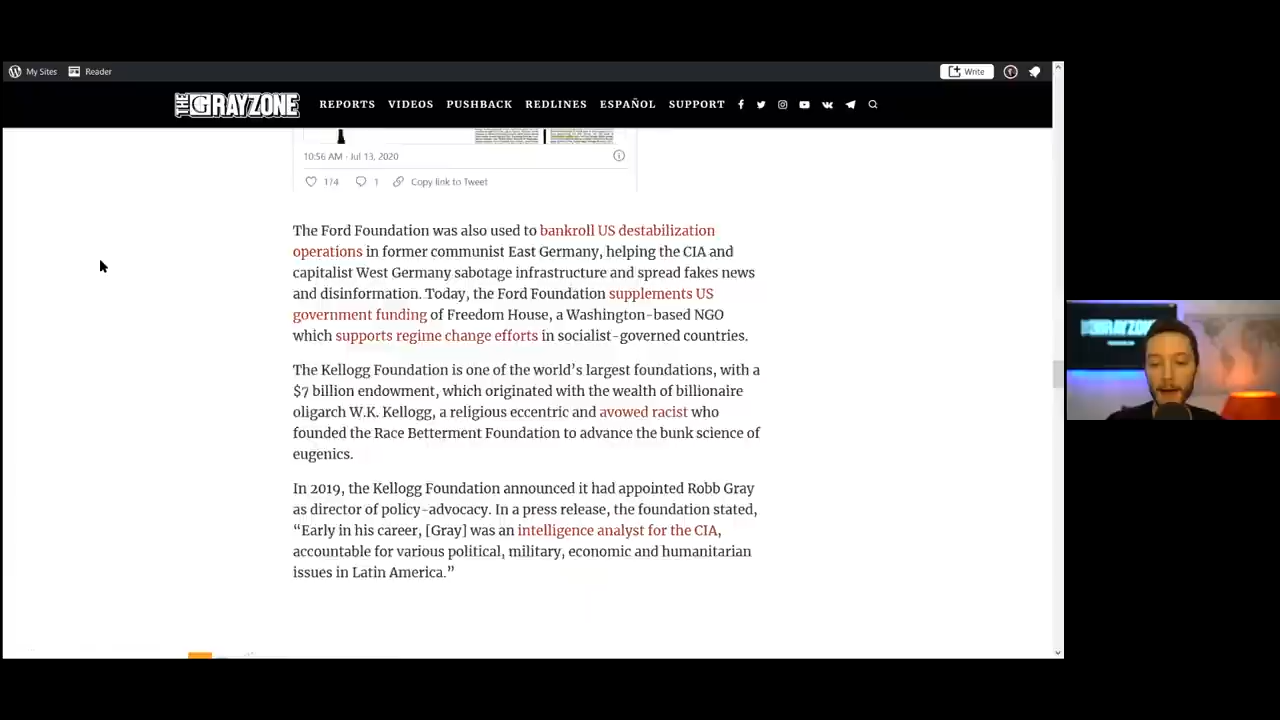 My Sites Reader Write
THE GRAYZONE REPORTS VIDEOS PUSHBACK REDLINES ESPAÑOL SUPPORT
10:56 AM · Jul 13, 2020
174 1 Copy link to Tweet
The Ford Foundation was also used to bankroll US destabilization
operations in former communist East Germany, helping the CIA and
capitalist West Germany sabotage infrastructure and spread fakes news
and disinformation. Today, the Ford Foundation supplements US
government funding of Freedom House, a Washington-based NGO
which supports regime change efforts in socialist-governed countries.
The Kellogg Foundation is one of the world’s largest foundations, with a
$7 billion endowment, which originated with the wealth of billionaire
oligarch W.K. Kellogg, a religious eccentric and avowed racist who
founded the Race Betterment Foundation to advance the bunk science of
eugenics.
In 2019, the Kellogg Foundation announced it had appointed Robb Gray
as director of policy-advocacy. In a press release, the foundation stated,
“Early in his career, [Gray] was an intelligence analyst for the CIA,
accountable for various political, military, economic and humanitarian
issues in Latin America.”